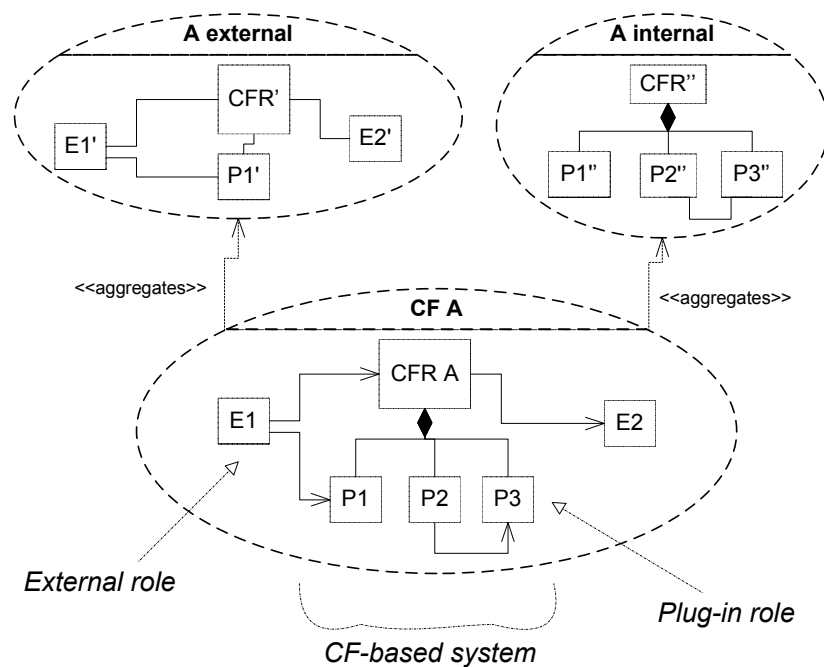 A external
A internal
CFR'
CFR''
E1'
E2'
P1'
P1''
P2''
P3''
<<aggregates>>
<<aggregates>>
CF A
CFR A
E1
E2
P1
P2
P3
External role
Plug-in role
CF-based system